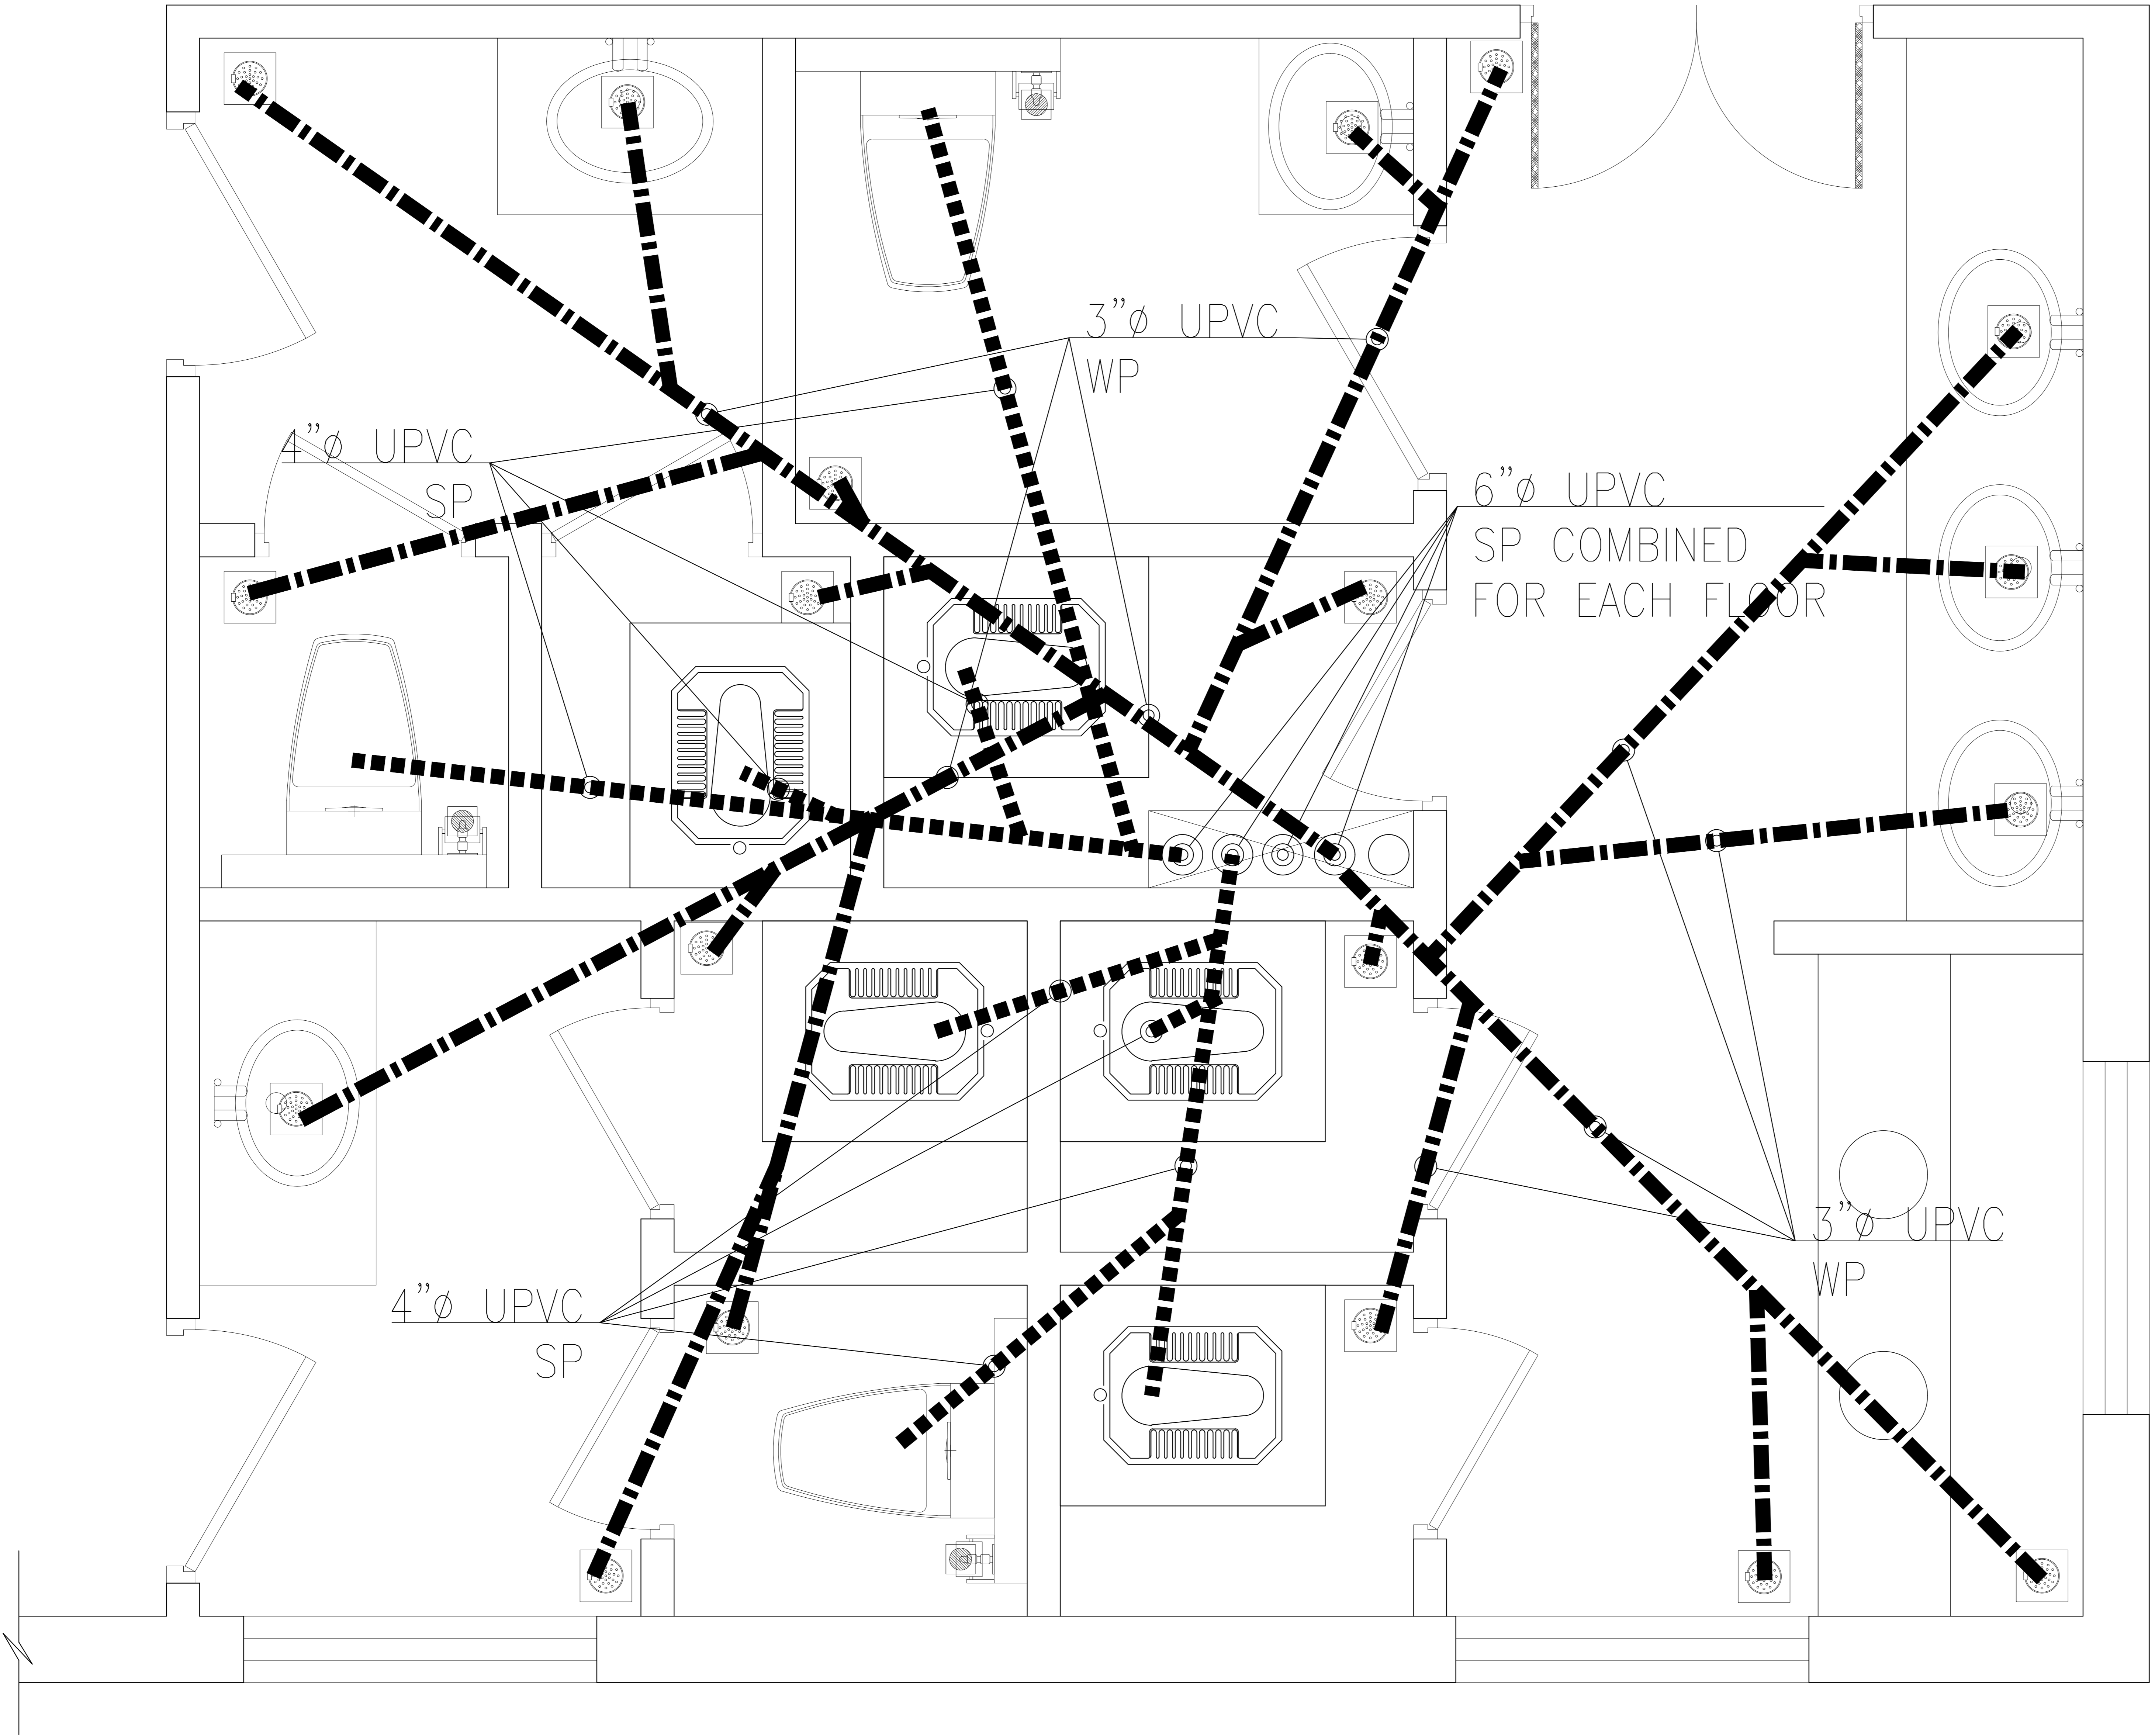 3"ø UPVC
WP
4"ø UPVC
SP
6"ø UPVC
SP COMBINED
FOR EACH FLOOR
3"ø UPVC
WP
4"ø UPVC
SP